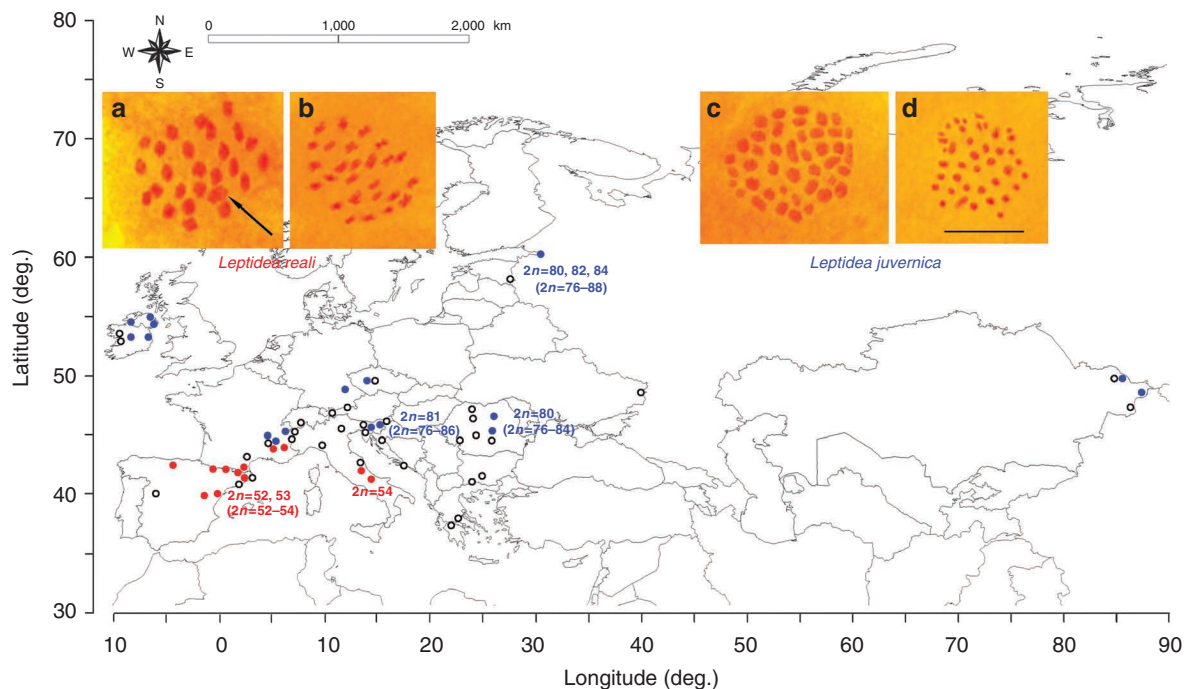 80
70
60
50
40
30
Latitude (deg.)
N
W E
S
0 1,000 2,000 km
a
b
c
d
Leptidea reali
Leptidea juvernica
2n=80, 82, 84
(2n=76–88)
2n=81
(2n=76–86)
2n=80
(2n=76–84)
2n=52, 53
(2n=52–54)
2n=54
10 0 10 20 30 40 50 60 70 80 90
Longitude (deg.)